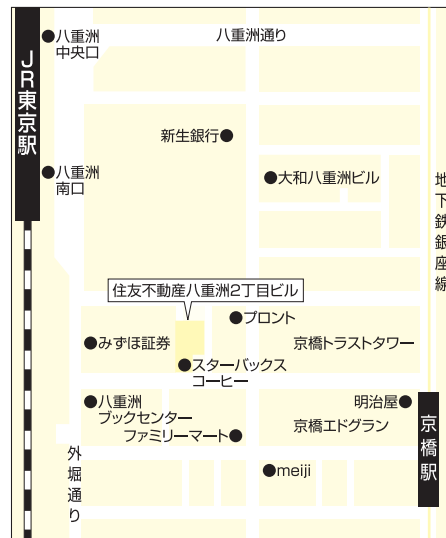 八重洲
中央口
八重洲通り
JR東京駅
新生銀行
八重洲
南口
大和八重洲ビル
地下鉄銀座線
住友不動産八重洲2丁目ビル
プロント
みずほ証券
京橋トラストタワー
スターバックス
コーヒー
八重洲
ブックセンター
明治屋
京橋エドグラン
京橋駅
ファミリーマート
外堀通り
meiji